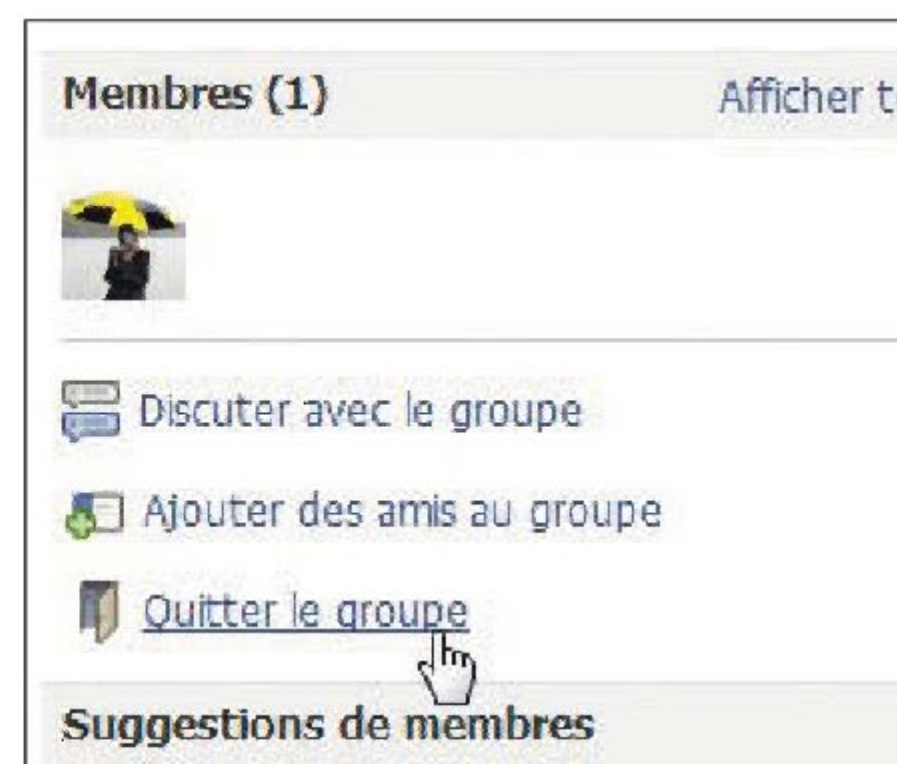 Membres (1) Afficher
Discuter avec le groupe
Ajouter des amis au groupe
Quitter le groupe
Suggestions de membres